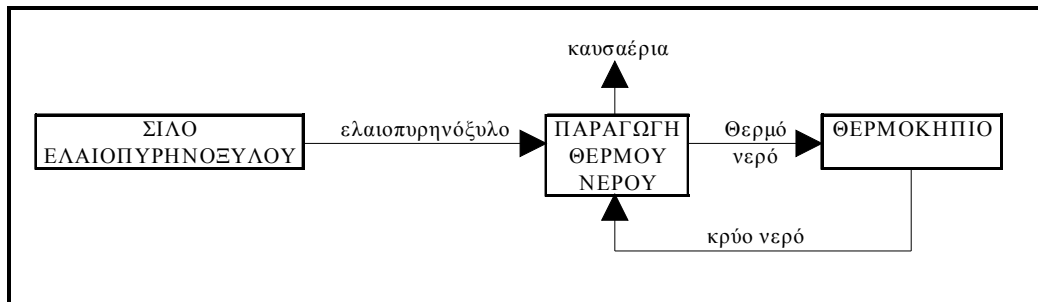 καυσαέρια
ΣΙΛΟ
ΕΛΑΙΟΠΥΡΗΝΟΞΥΛΟΥ
ελαιοπυρηνόξυλο
ΠΑΡΑΓΩΓΗ
ΘΕΡΜΟΥ
ΝΕΡΟΥ
Θερμό
νερό
ΘΕΡΜΟΚΗΠΙΟ
κρύο νερό